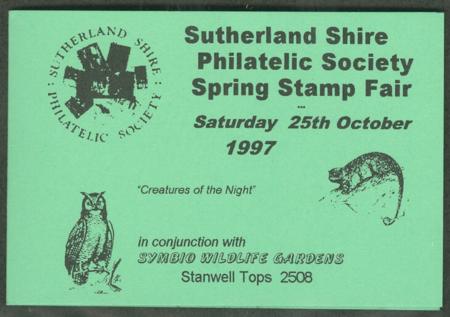 SUTHERLAND SHIRE
PHILATELIC SOCIETY
Sutherland Shire
Philatelic Society
Spring Stamp Fair
...
Saturday 25th October
1997
"Creatures of the Night"
in conjunction with
SYMBIO WILDLIFE GARDENS
Stanwell Tops 2508